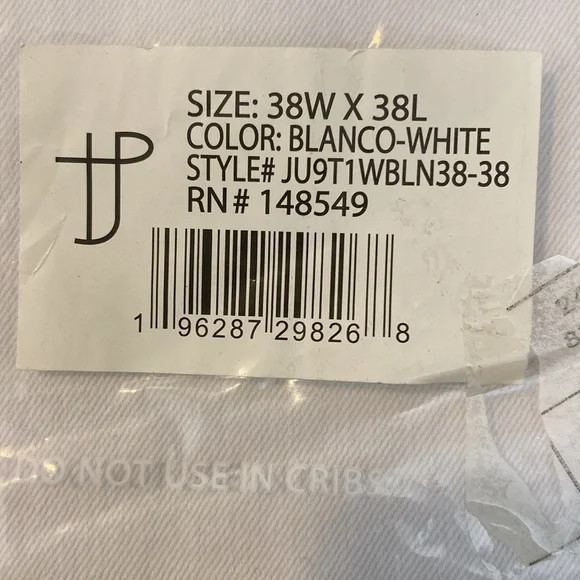 SIZE: 38W X 38L
COLOR: BLANCO-WHITE
STYLE# JU9T1WBLN38-38
RN # 148549
1 96287 29826 8
DO NOT USE IN CRIBS